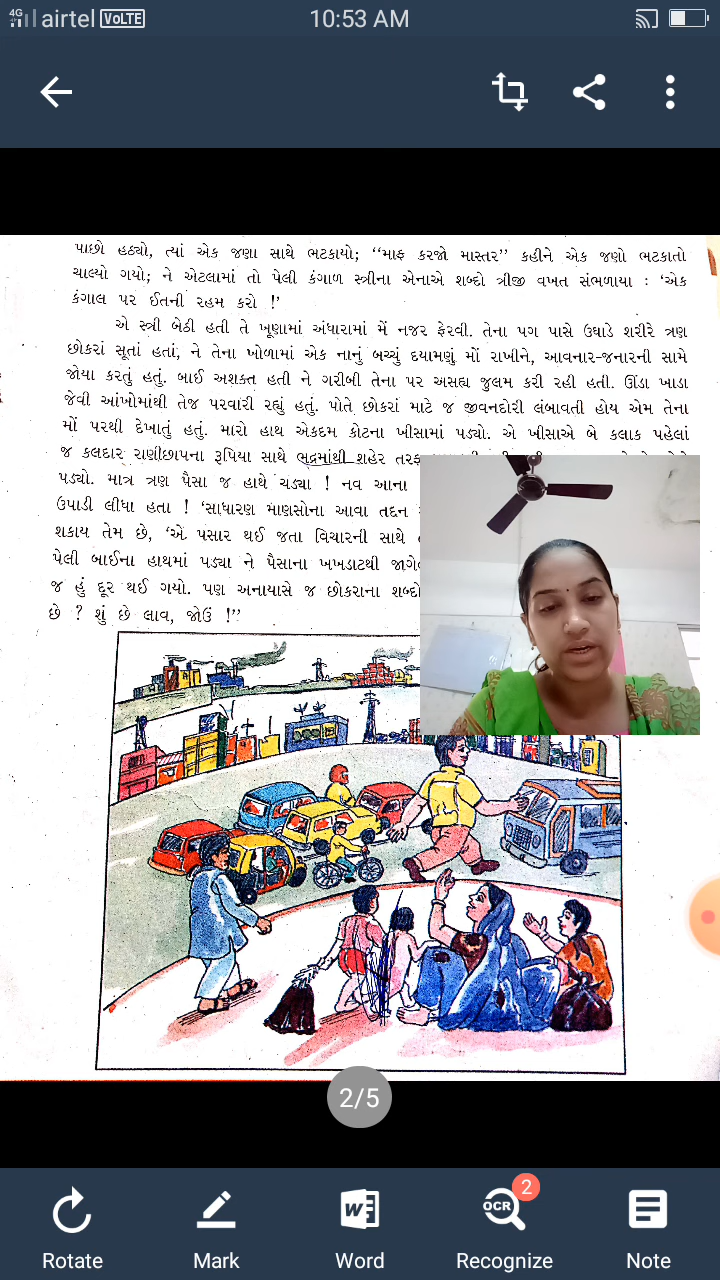 4G airtel VoLTE 10:53 AM
પાછો હઠ્યો, ત્યાં એક જણા સાથે ભટકાયો; ‘‘માફ કરજો માસ્તર’’ કહીને એક જણો ભટકાતો
ચાલ્યો ગયો; ને એટલામાં તો પેલી કંગાળ સ્ત્રીના એનાએ શબ્દો ત્રીજી વખત સંભળાયા : ‘એક
કંગાલ પર ઈતની રહમ કરો !’
એ સ્ત્રી બેઠી હતી તે ખૂણામાં અંધારામાં મેં નજર ફેરવી. તેના પગ પાસે ઉઘાડે શરીરે ત્રણ
છોકરાં સૂતાં હતાં; ને તેના ખોળામાં એક નાનું બચ્ચું દયામણું મોં રાખીને, આવનાર-જનારની સામે
જોયા કરતું હતું. બાઈ અશક્ત હતી ને ગરીબી તેના પર અસહ્ય જુલમ કરી રહી હતી. ઊંડા ખાડા
જેવી આંખોમાંથી તેજ પરવારી રહ્યું હતું. પોતે છોકરાં માટે જ જીવનદોરી લંબાવતી હોય એમ તેના
મોં પરથી દેખાતું હતું. મારો હાથ એકદમ કોટના ખીસામાં પડ્યો. એ ખીસાએ બે કલાક પહેલાં
જ કલદાર રાણીછાપના રૂપિયા સાથે ભદ્રમાંથી શહેર તરફ
પડ્યો. માત્ર ત્રણ પૈસા જ હાથે ચડ્યા ! નવ આના
ઉપાડી લીધા હતા ! ‘સાધારણ માણસોના આવા તદન
શકાય તેમ છે, ‘એ પસાર થઈ જતા વિચારની સાથે
પેલી બાઈના હાથમાં પડ્યા ને પૈસાના ખખડાટથી
જ હું દૂર થઈ ગયો. પણ અનાયાસે જ છોકરાના શબ્દો
છે ? શું છે લાવ, જોઉં !’’
2/5
2
W OCR
Rotate Mark Word Recognize Note